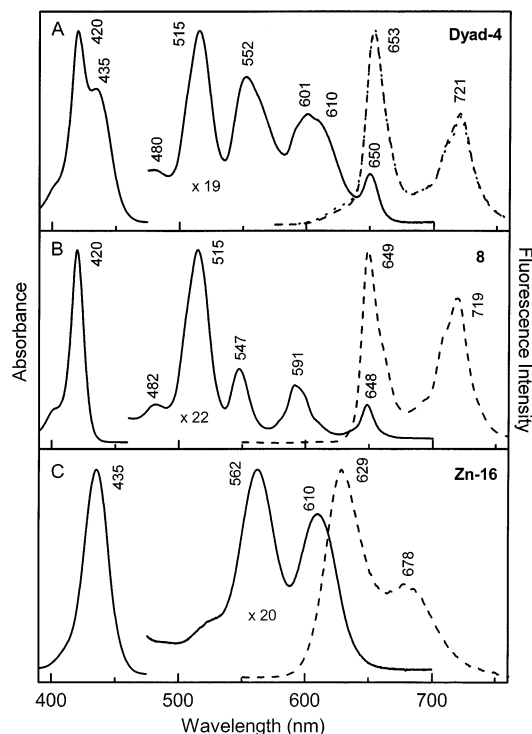 A
420
435
480
515
x 19
552
601
610
650
653
721
Dyad-4
B
420
482
515
x 22
547
591
648
649
719
8
C
435
562
x 20
610
629
678
Zn-16
Absorbance
Fluorescence Intensity
400 500 600 700
Wavelength (nm)